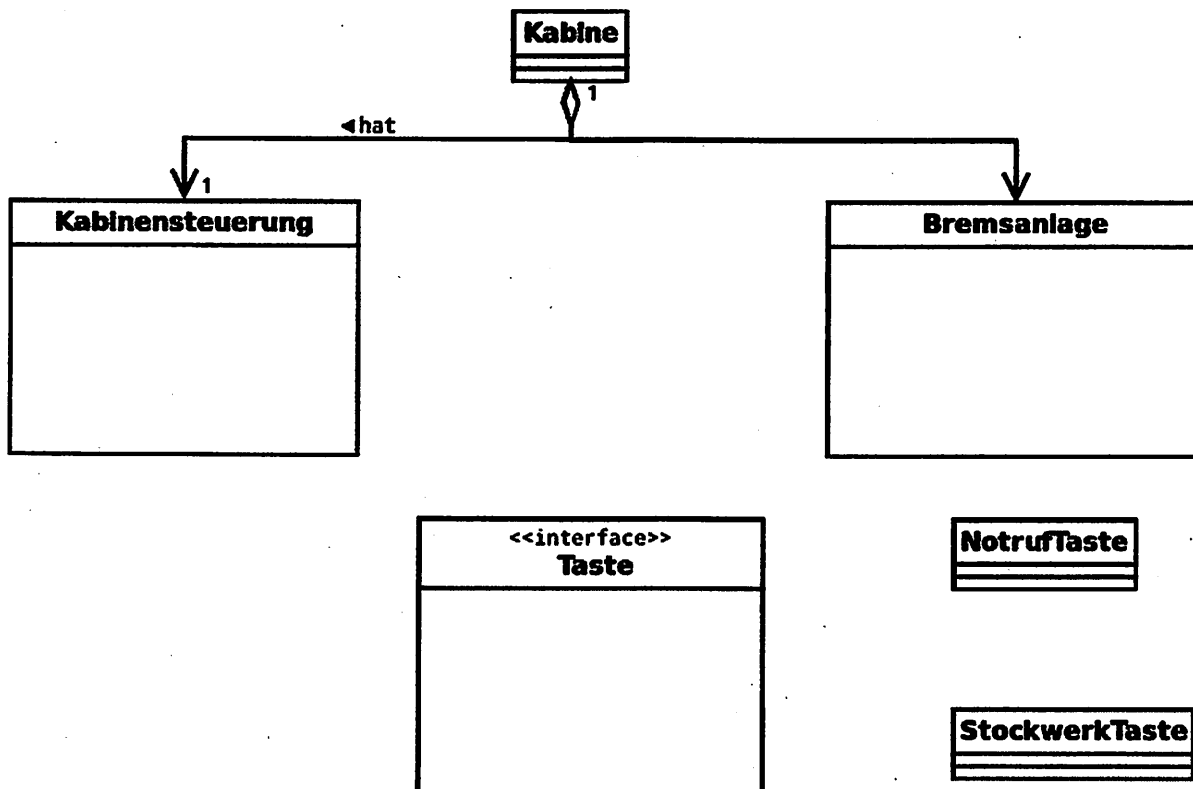 Kabine
1
◄hat
1
Kabinensteuerung
Bremsanlage
<<interface>>
Taste
NotrufTaste
StockwerkTaste